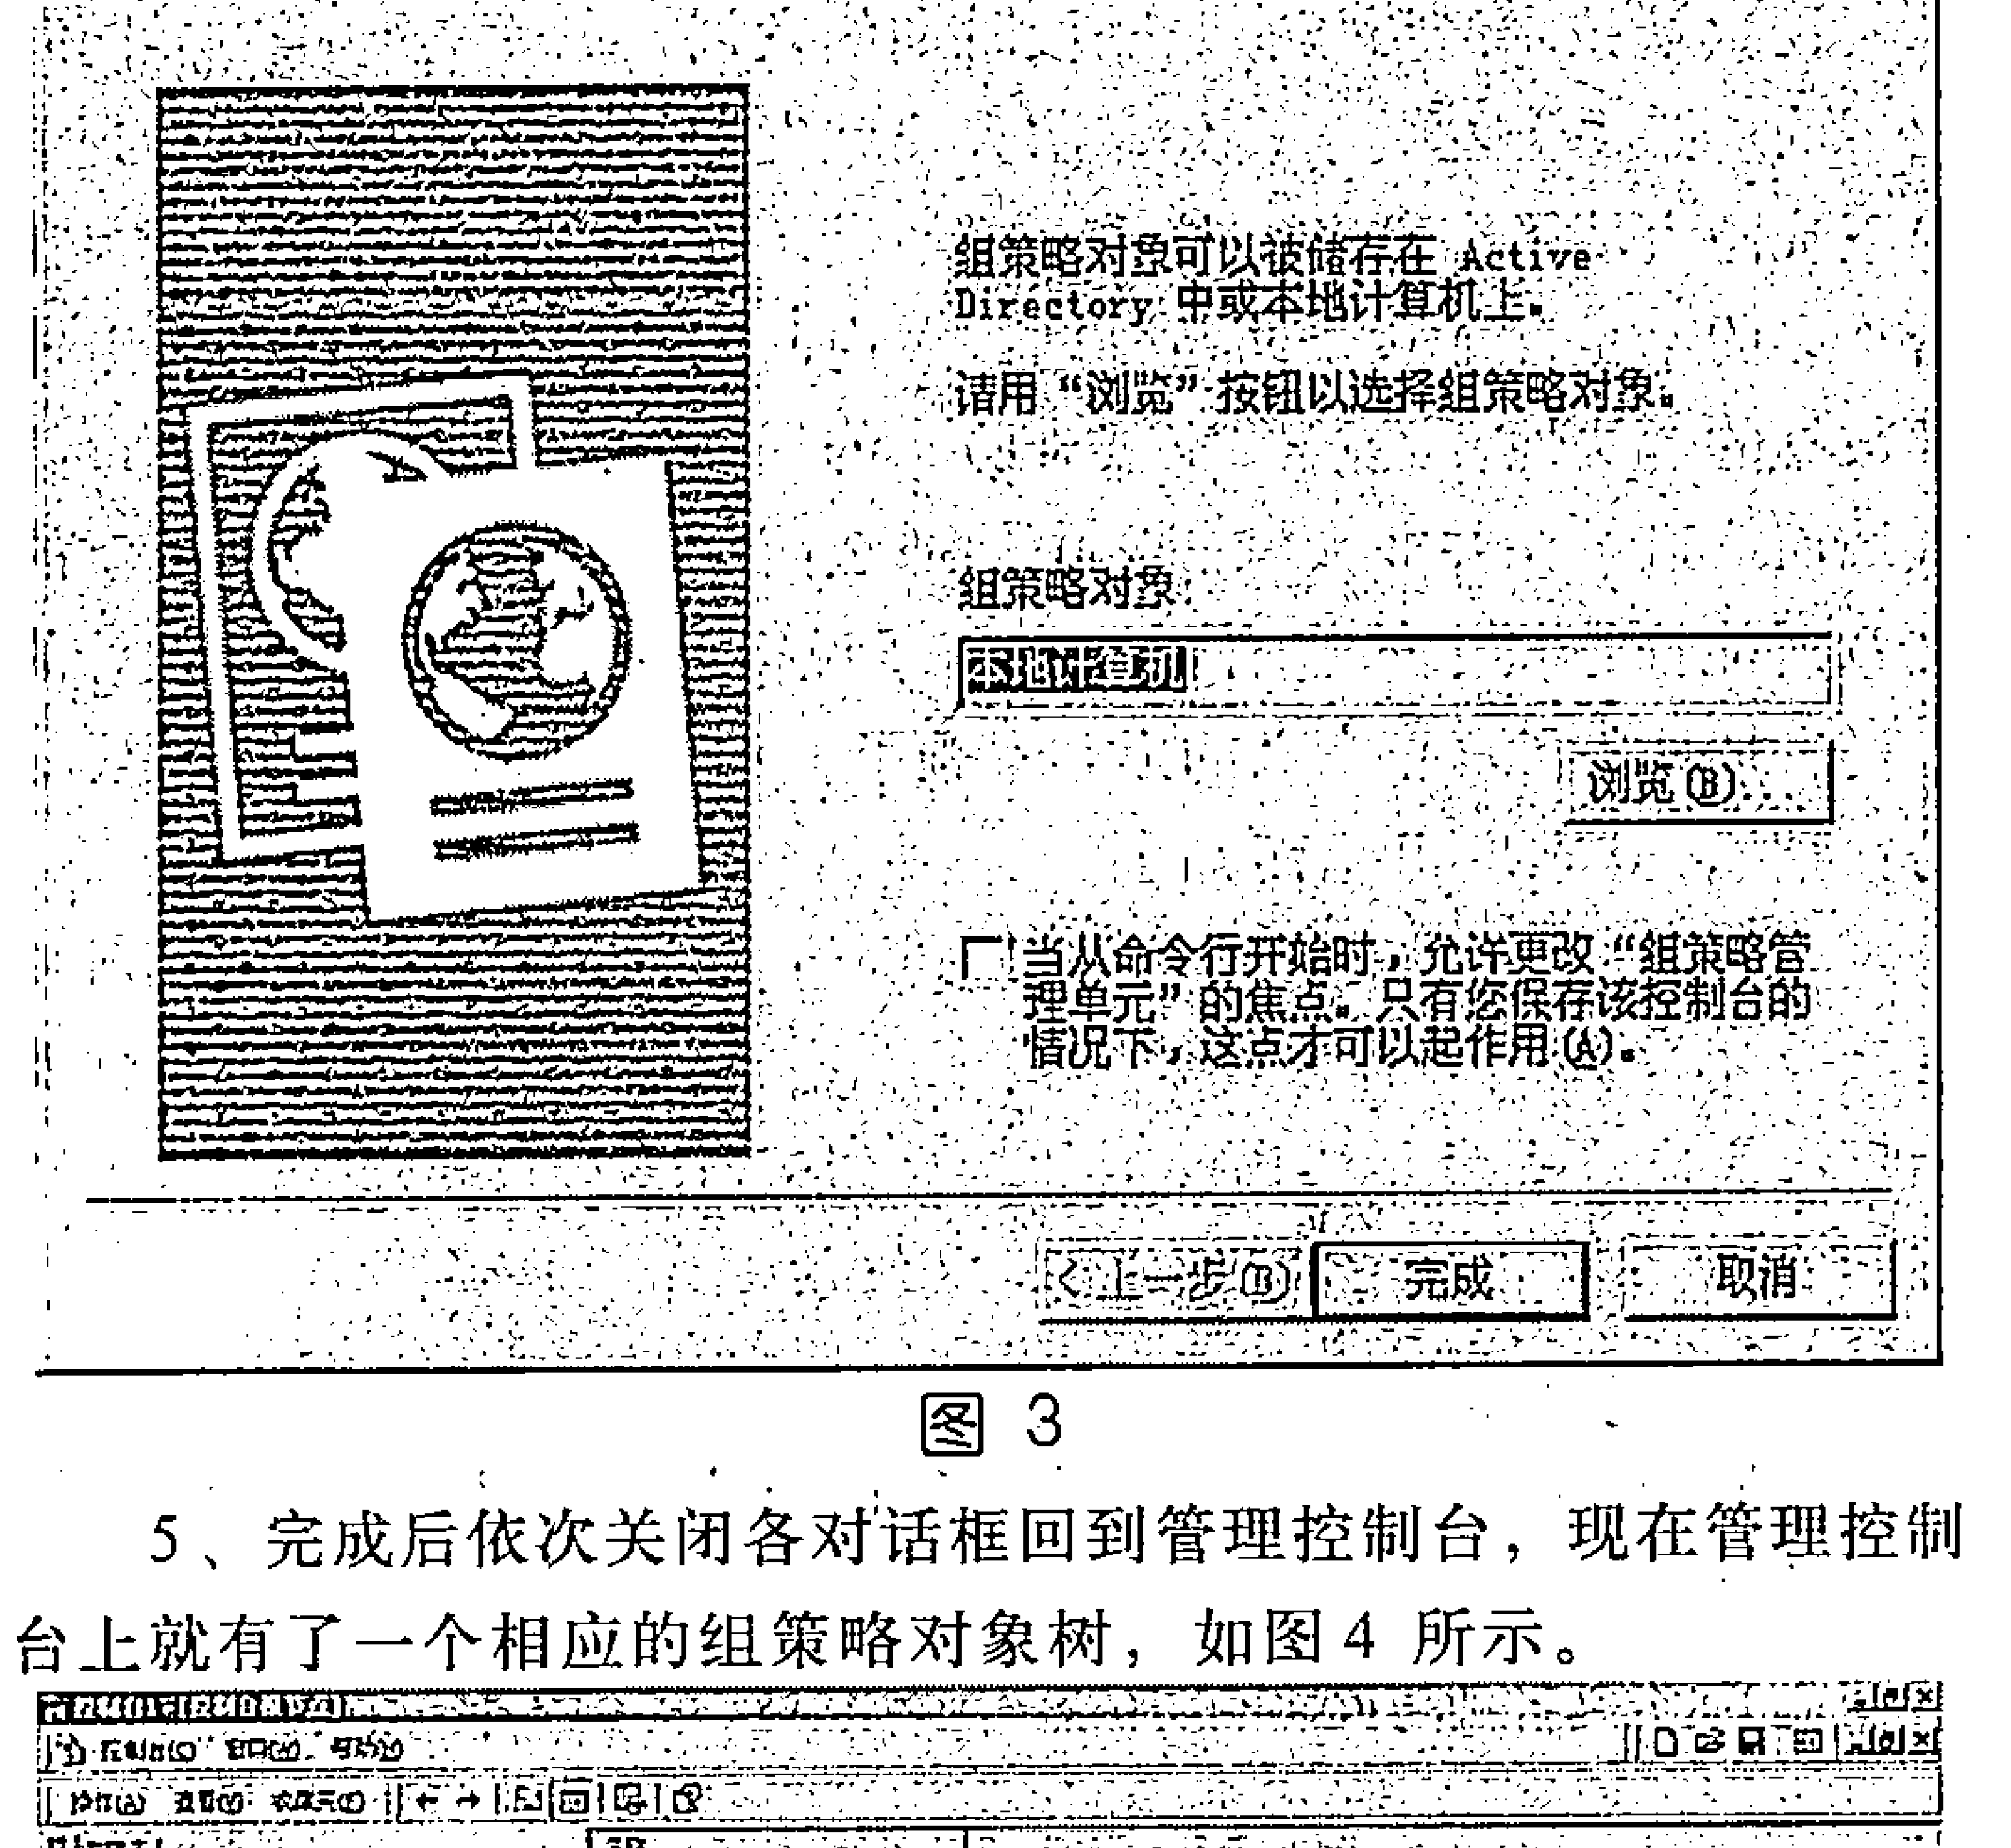 组策略对象可以被储存在 Active
Directory 中或本地计算机上。
请用 “浏览” 按钮以选择组策略对象。
组策略对象:
本地计算机
浏览(B)...
当从命令行开始时，允许更改 “组策略管
理单元” 的焦点。只有您保存该控制台的
情况下，这点才可以起作用(A)。
< 上一步(B) 完成 取消
图 3
5、完成后依次关闭各对话框回到管理控制台，现在管理控制
台上就有了一个相应的组策略对象树，如图4 所示。